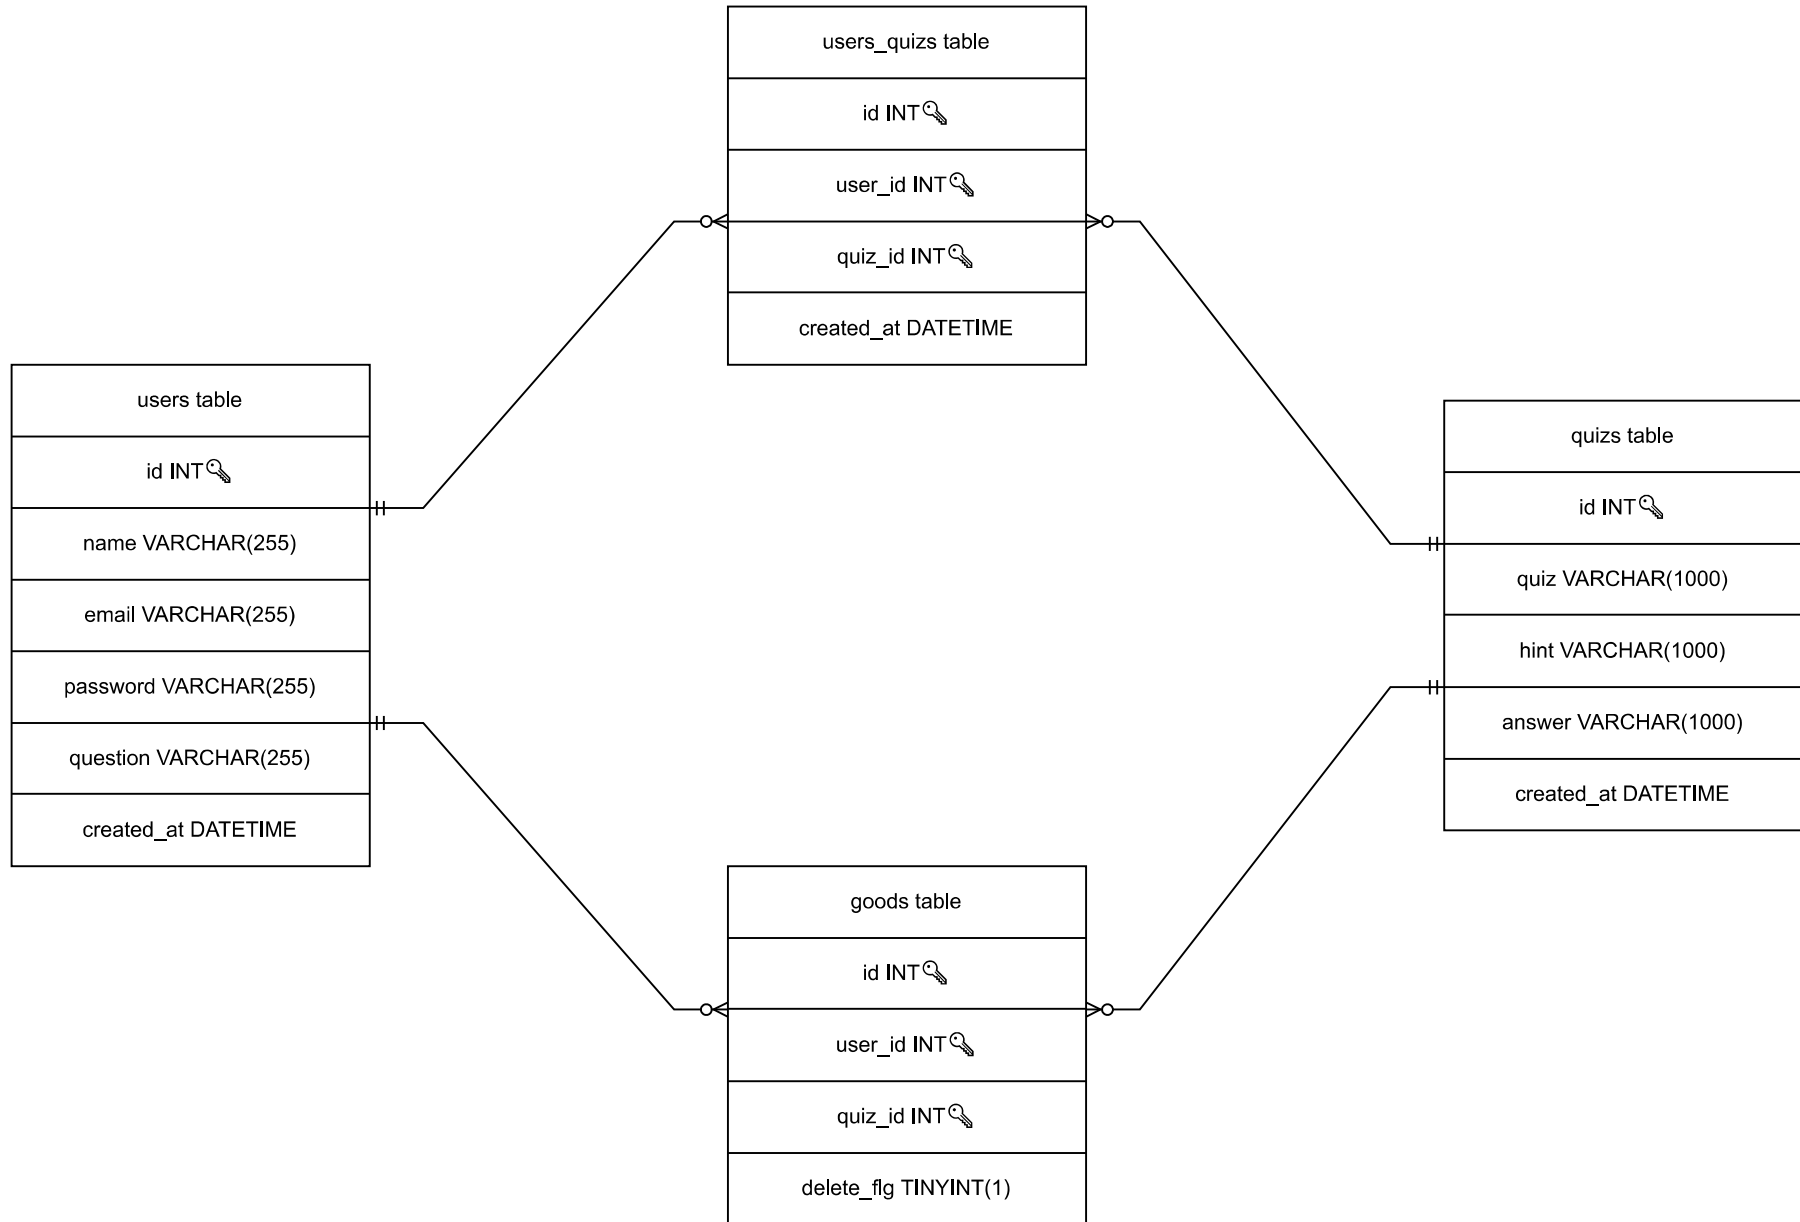 users_quizs table
id INT🔑
user_id INT🔑
quiz_id INT🔑
created_at DATETIME
users table
id INT🔑
name VARCHAR(255)
email VARCHAR(255)
password VARCHAR(255)
question VARCHAR(255)
created_at DATETIME
quizs table
id INT🔑
quiz VARCHAR(1000)
hint VARCHAR(1000)
answer VARCHAR(1000)
created_at DATETIME
goods table
id INT🔑
user_id INT🔑
quiz_id INT🔑
delete_flg TINYINT(1)